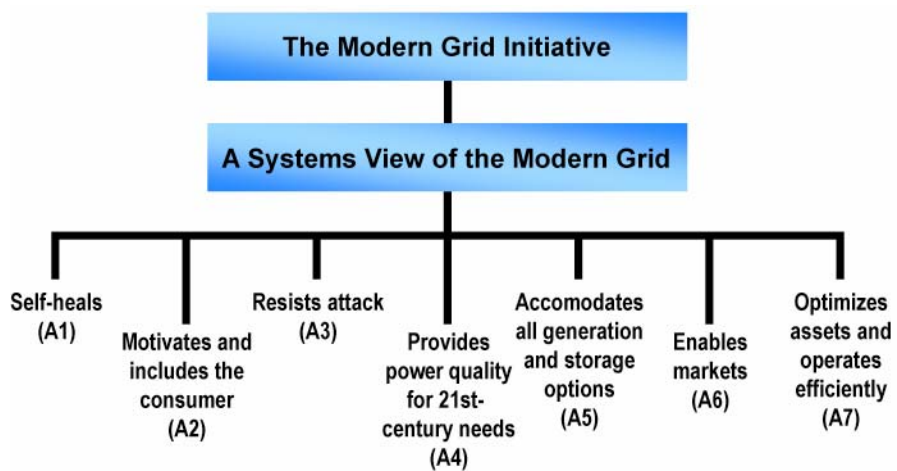 The Modern Grid Initiative
A Systems View of the Modern Grid
Self-heals
(A1)
Motivates and
includes the
consumer
(A2)
Resists attack
(A3)
Provides
power quality
for 21st-
century needs
(A4)
Accomodates
all generation
and storage
options
(A5)
Enables
markets
(A6)
Optimizes
assets and
operates
efficiently
(A7)